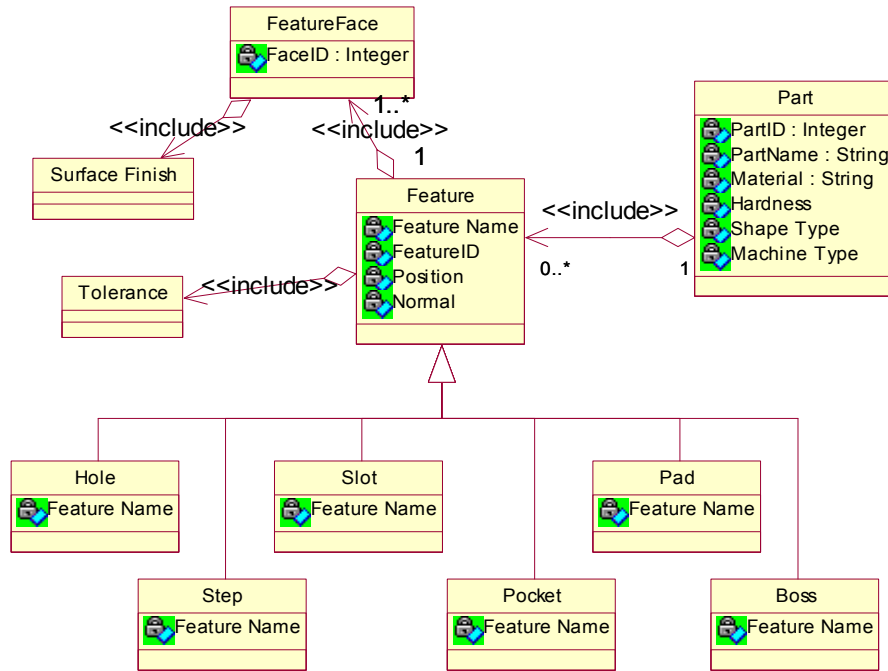 FeatureFace
FaceID : Integer
1..*
<<include>>
<<include>>
1
Surface Finish
Part
PartID : Integer
PartName : String
Material : String
Hardness
Shape Type
Machine Type
Feature
Feature Name
FeatureID
Position
Normal
<<include>>
0..*
1
Tolerance
<<include>>
Hole
Feature Name
Slot
Feature Name
Pad
Feature Name
Step
Feature Name
Pocket
Feature Name
Boss
Feature Name